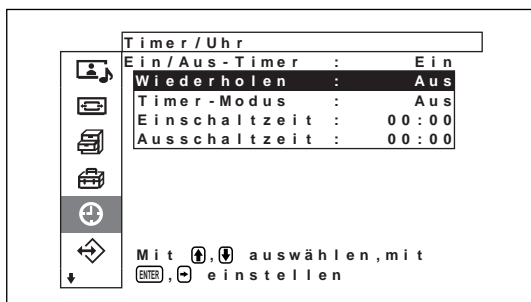 Timer/Uhr
Ein/Aus-Timer : Ein
Wiederholen : Aus
Timer-Modus : Aus
Einschaltzeit : 00:00
Ausschaltzeit : 00:00
Mit ↑,↓ auswählen,mit
ENTER,→ einstellen